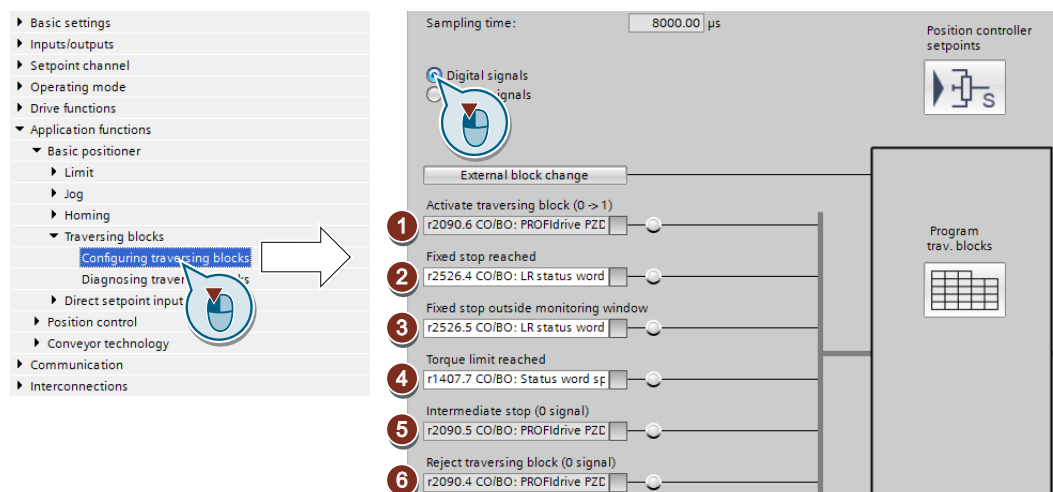 Basic settings
Inputs/outputs
Setpoint channel
Operating mode
Drive functions
Application functions
Basic positioner
Limit
Jog
Homing
Traversing blocks
Configuring traversing blocks
Diagnosing
Direct setpoint input
Position control
Conveyor technology
Communication
Interconnections
Sampling time:
8000.00 µs
Digital signals
External block change
Activate traversing block (0 -> 1)
1
r2090.6 CO/BO: PROFIdrive PZD
Fixed stop reached
2
r2526.4 CO/BO: LR status word
Fixed stop outside monitoring window
3
r2526.5 CO/BO: LR status word
Torque limit reached
4
r1407.7 CO/BO: Status word sp
Intermediate stop (0 signal)
5
r2090.5 CO/BO: PROFIdrive PZD
Reject traversing block (0 signal)
6
r2090.4 CO/BO: PROFIdrive PZD
Position controller
setpoints
S
Program
trav. blocks